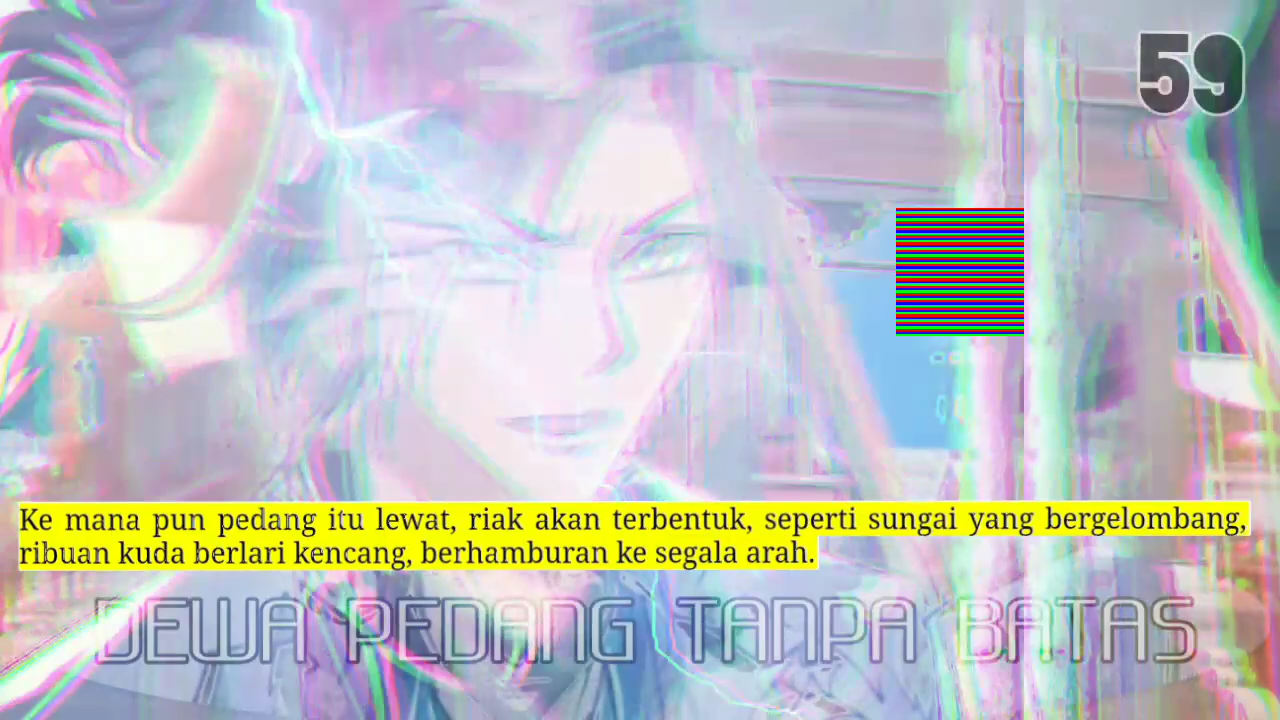 59
Ke mana pun pedang itu lewat, riak akan terbentuk, seperti sungai yang bergelombang,
ribuan kuda berlari kencang, berhamburan ke segala arah.
DEWA PEDANG TANPA BATAS